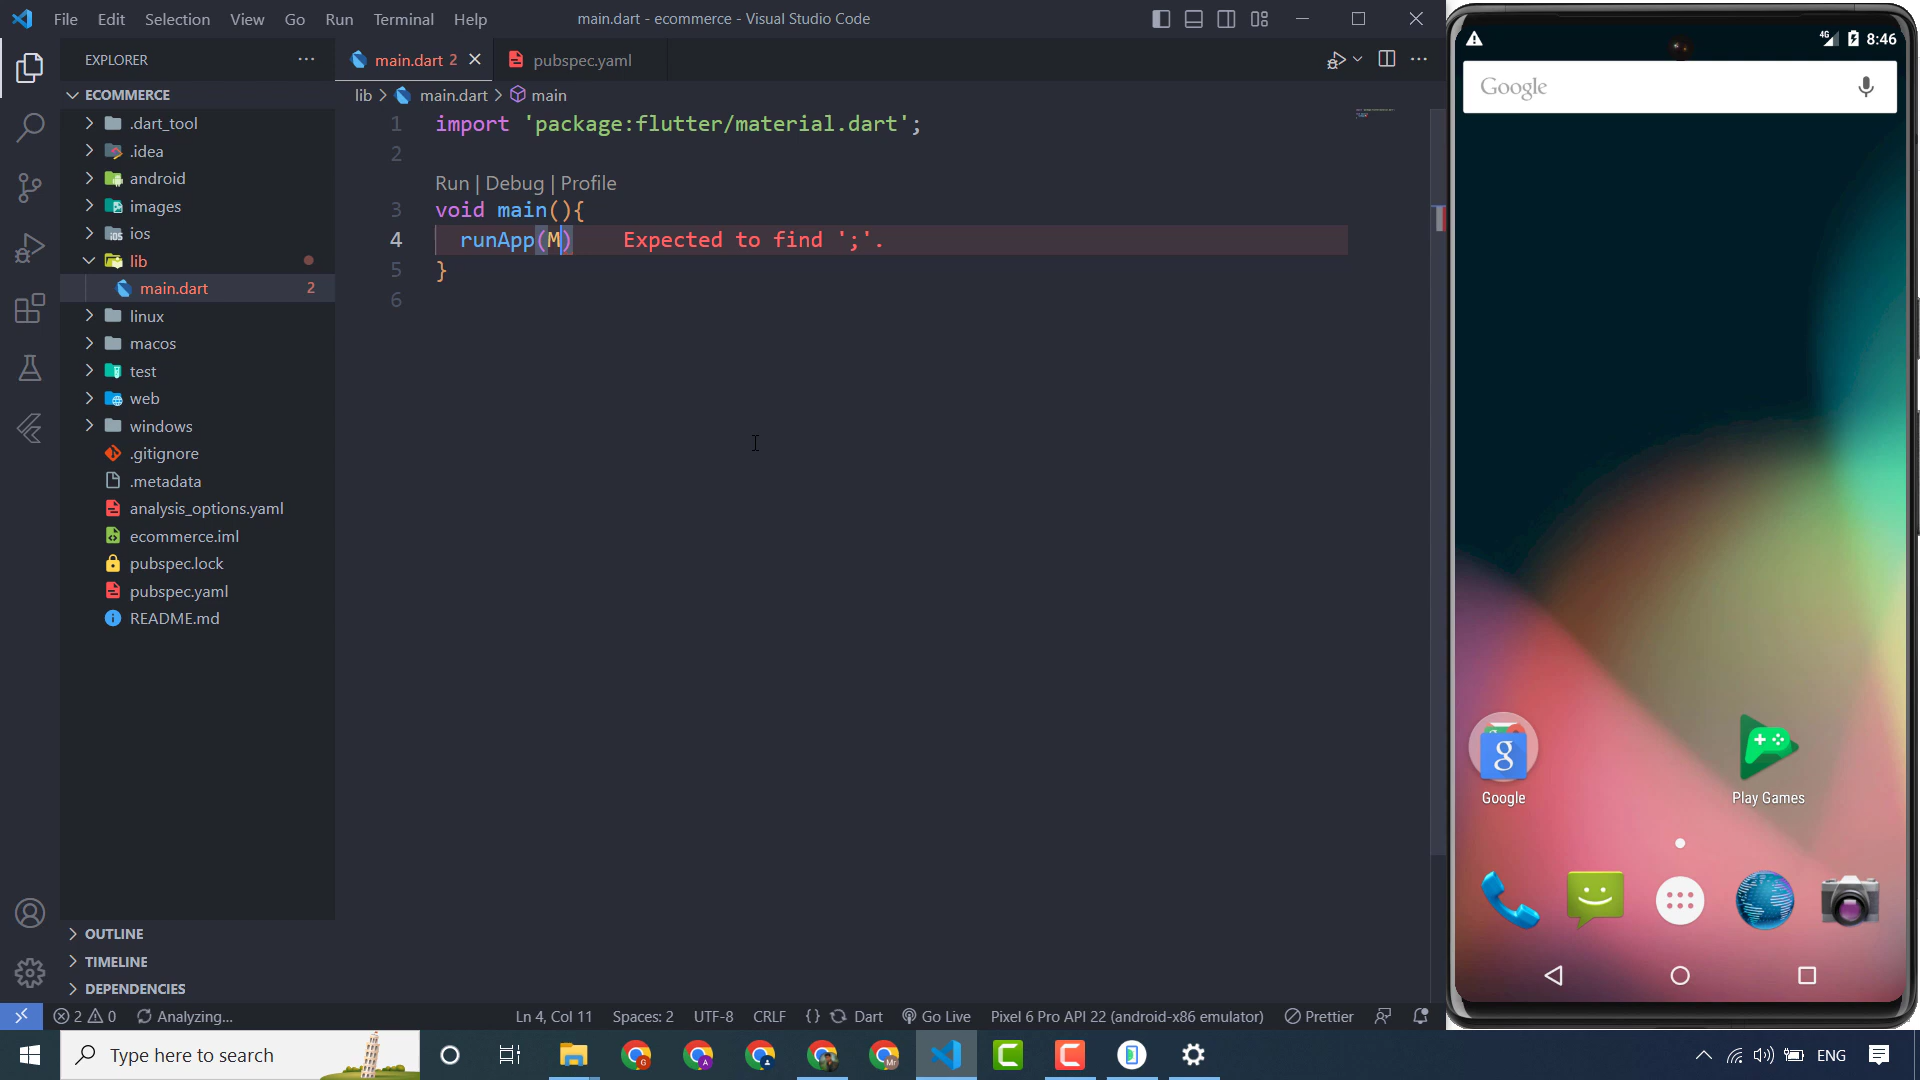 File Edit Selection View Go Run Terminal Help
main.dart - ecommerce - Visual Studio Code
EXPLORER
main.dart 2
pubspec.yaml
ECOMMERCE
lib > main.dart > main
.dart_tool
.idea
android
images
ios
lib
main.dart 2
linux
macos
test
web
windows
.gitignore
.metadata
analysis_options.yaml
ecommerce.iml
pubspec.lock
pubspec.yaml
README.md
OUTLINE
TIMELINE
DEPENDENCIES
1 import 'package:flutter/material.dart';
2
Run | Debug | Profile
3 void main(){
4 runApp(M) Expected to find ';'.
5 }
6
2 0 Analyzing...
Ln 4, Col 11 Spaces: 2 UTF-8 CRLF {} Dart Go Live Pixel 6 Pro API 22 (android-x86 emulator) Prettier
4G 8:46
Google
g
Google
Play Games
Type here to search
G
A
Mr
ENG